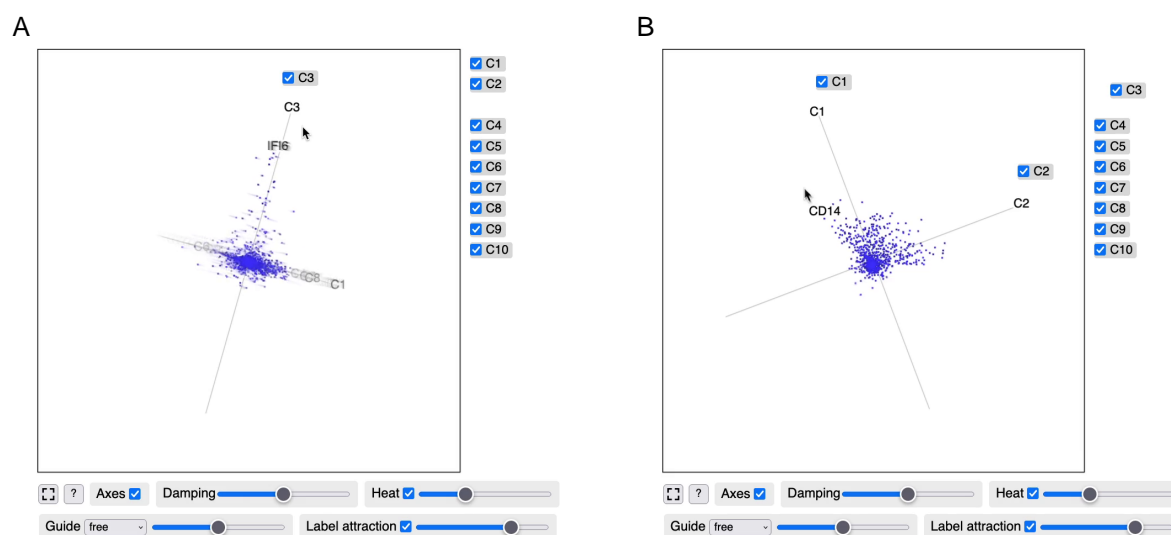 A
C3
C3
IFI6
C8
C1
C1
C2
C4
C5
C6
C7
C8
C9
C10
Axes Damping Heat
?
Guide free Label attraction
B
C1
C1
C2
C2
CD14
C3
C4
C5
C6
C7
C8
C9
C10
? Axes Damping Heat
Guide free Label attraction